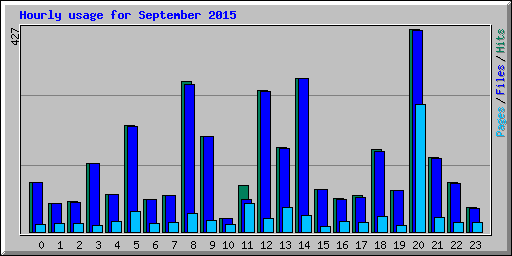 Hourly usage for September 2015
427
Pages / Files / Hits
0 1 2 3 4 5 6 7 8 9 10 11 12 13 14 15 16 17 18 19 20 21 22 23